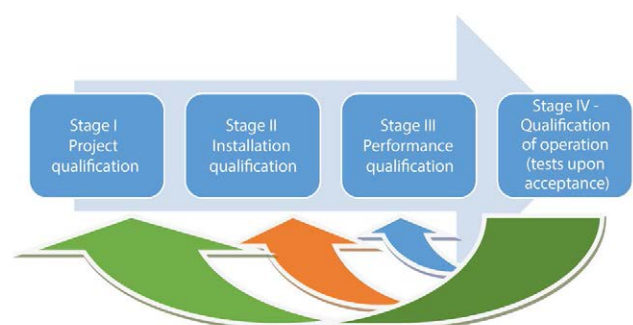 Stage I
Project
qualification
Stage II
Installation
qualification
Stage III
Performance
qualification
Stage IV -
Qualification
of operation
(tests upon
acceptance)